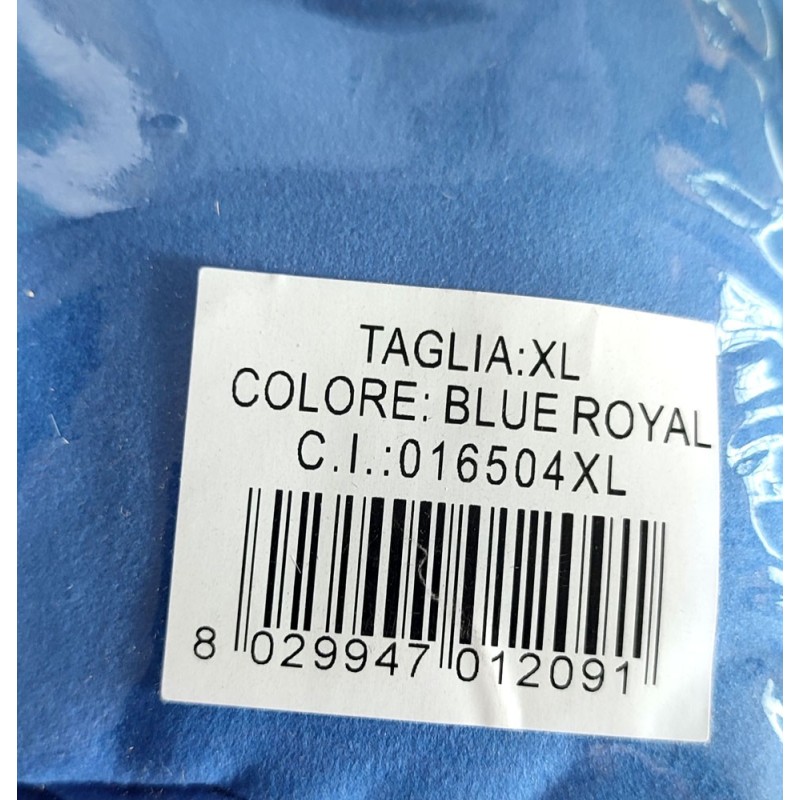 TAGLIA:XL
COLORE: BLUE ROYAL
C.I.:016504XL
8 029947 012091